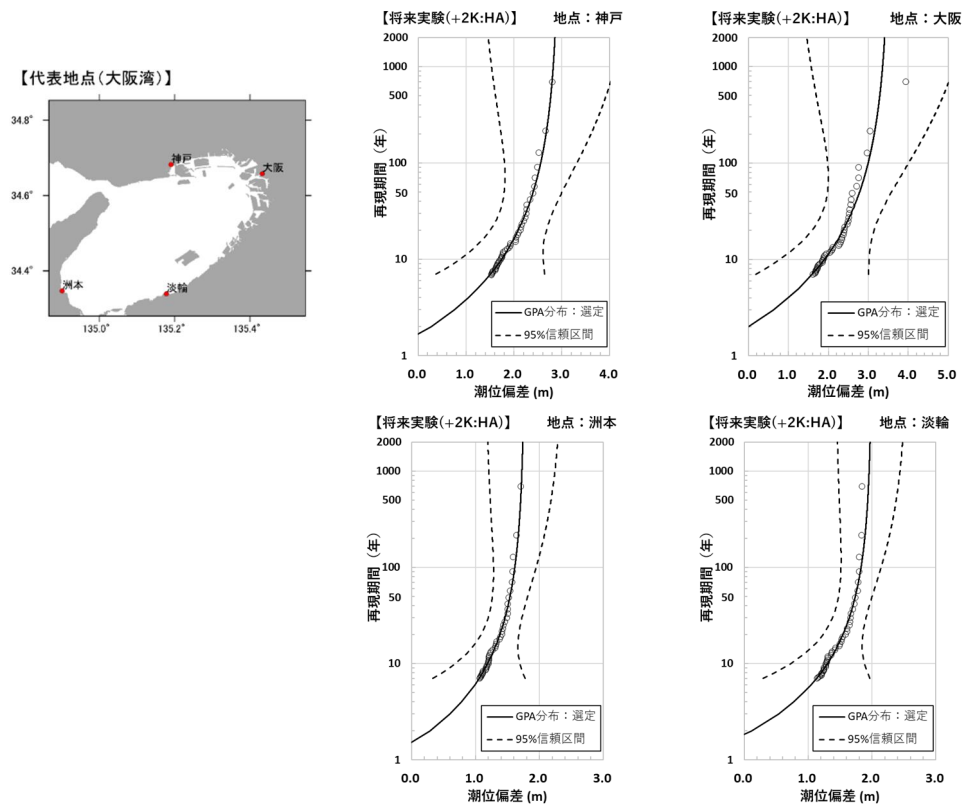 【代表地点(大阪湾)】
34.8°
34.6°
34.4°
135.0°
135.2°
135.4°
神戸
大阪
洲本
淡輪
【将来実験(+2K:HA)】 地点：神戸
再現期間（年）
2000
1000
500
100
50
10
1
GPA分布：選定
95%信頼区間
0.0 1.0 2.0 3.0 4.0
潮位偏差 (m)
【将来実験(+2K:HA)】 地点：大阪
再現期間（年）
2000
1000
500
100
50
10
1
GPA分布：選定
95%信頼区間
0.0 1.0 2.0 3.0 4.0 5.0
潮位偏差 (m)
【将来実験(+2K:HA)】 地点：洲本
再現期間（年）
2000
1000
500
100
50
10
1
GPA分布：選定
95%信頼区間
0.0 1.0 2.0 3.0
潮位偏差 (m)
【将来実験(+2K:HA)】 地点：淡輪
再現期間（年）
2000
1000
500
100
50
10
1
GPA分布：選定
95%信頼区間
0.0 1.0 2.0 3.0
潮位偏差 (m)